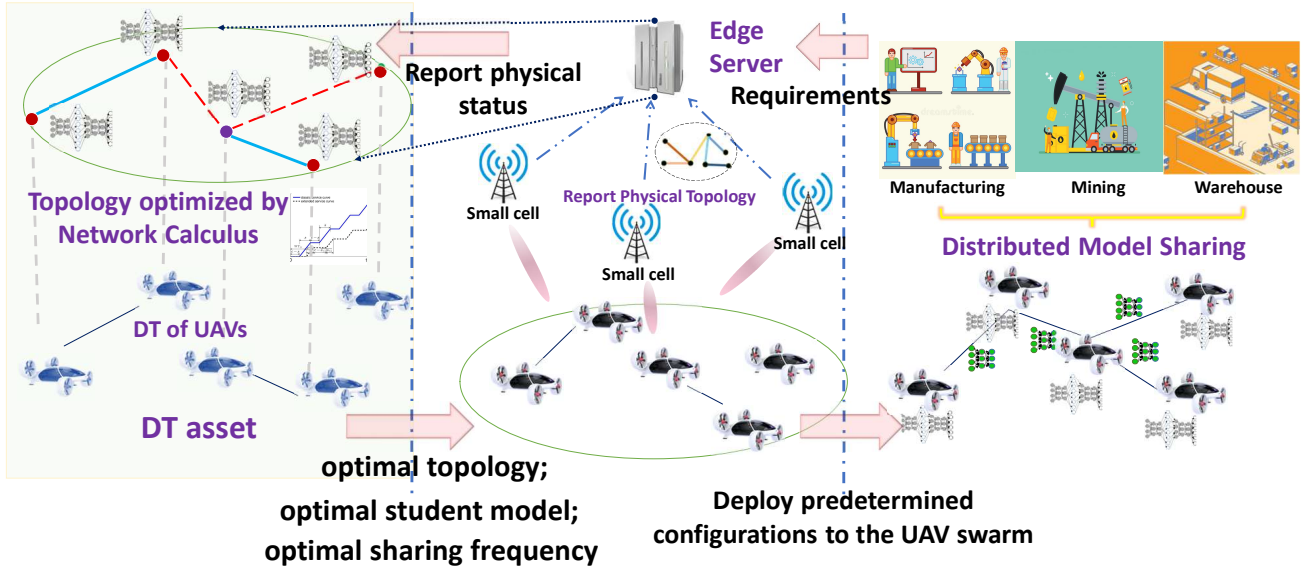 Report physical
status
Edge
Server
Requirements
Manufacturing
Mining
Warehouse
Topology optimized by
Network Calculus
Small cell
Report Physical Topology
Small cell
Small cell
Distributed Model Sharing
DT of UAVs
DT asset
optimal topology;
optimal student model;
optimal sharing frequency
Deploy predetermined
configurations to the UAV swarm